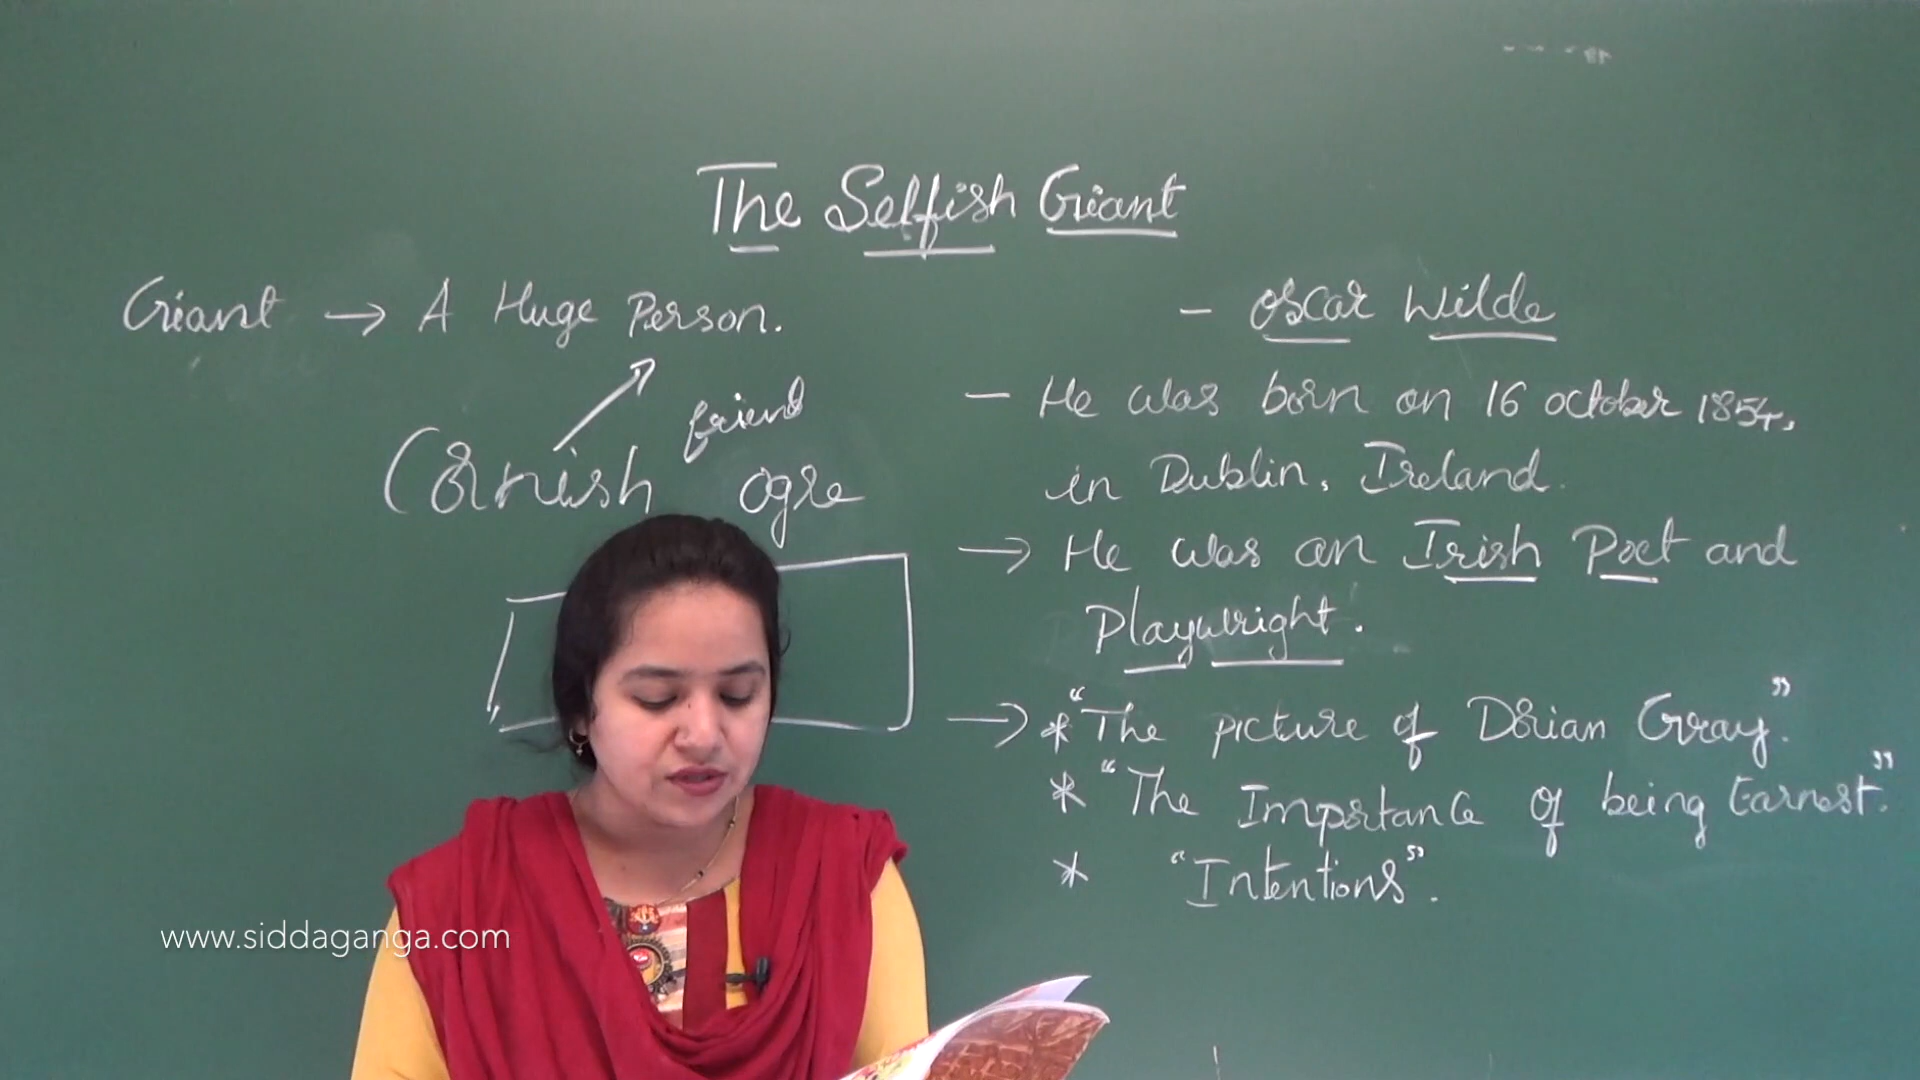 The Selfish Giant
Giant → A Huge Person.
friend
Cornish ogre
- Oscar Wilde
- He was born on 16 october 1854,
in Dublin, Ireland.
→ He was an Irish Poet and
Playwright.
→ * "The picture of Dorian Gray".
* "The Importance of being Earnest".
* "Intentions".
www.siddaganga.com